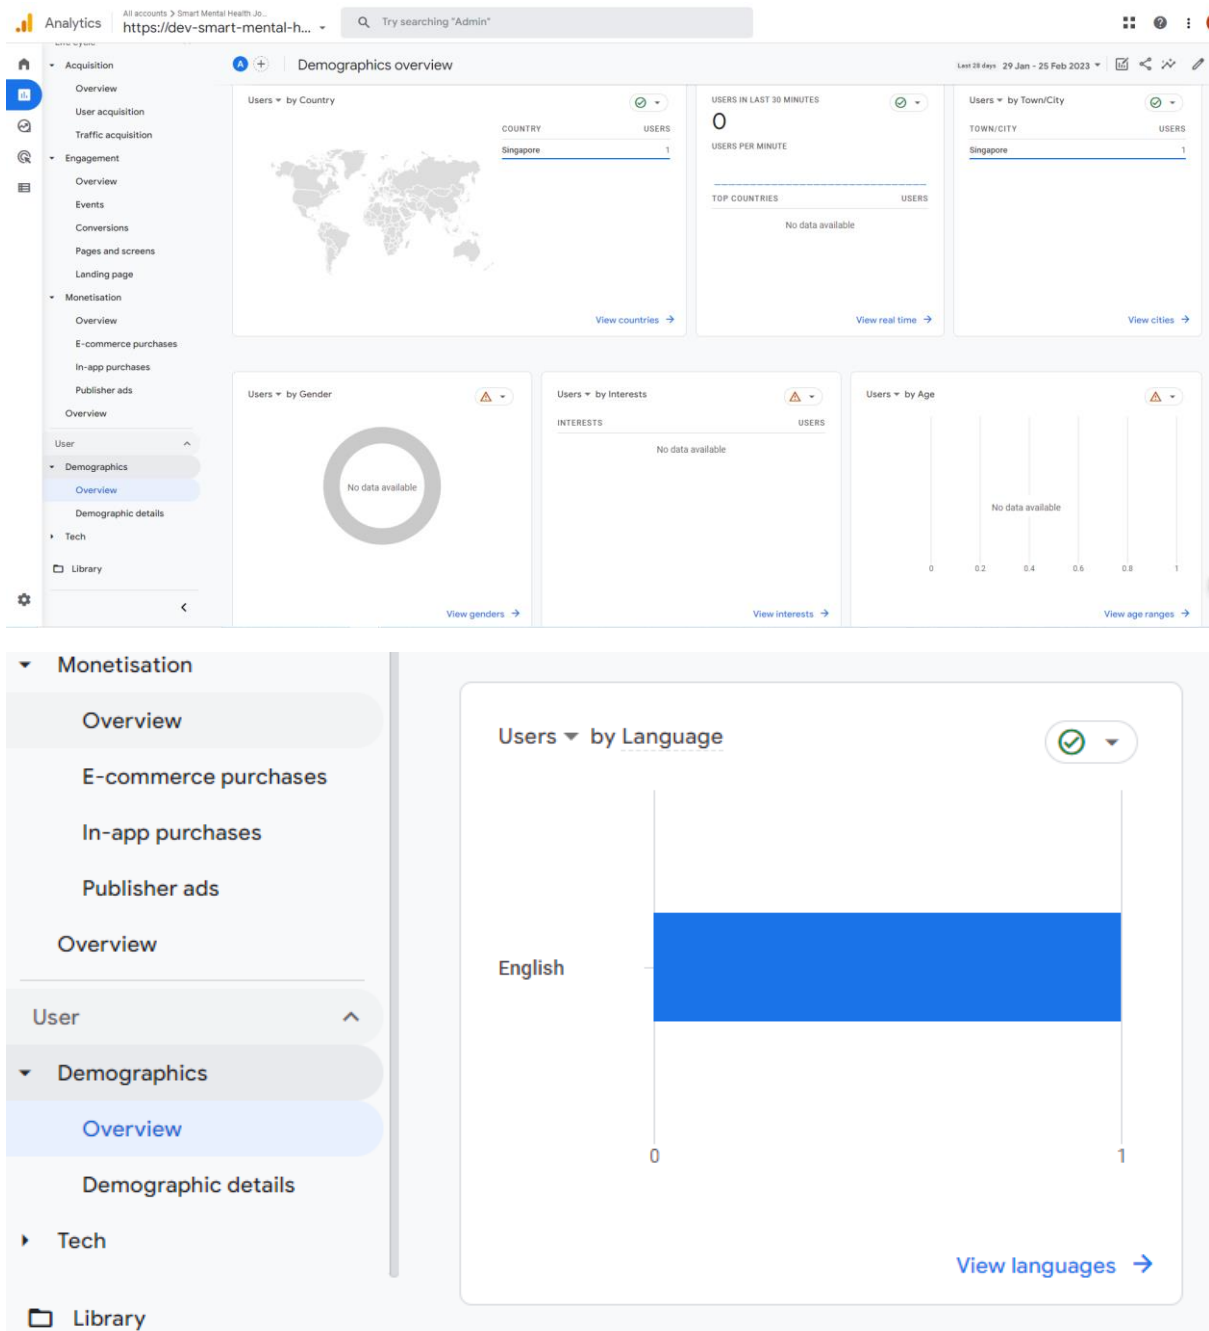 All accounts > Smart Mental Health Jo...
Analytics
https://dev-smart-mental-h...
Try searching "Admin"
Life cycle
Acquisition
Overview
User acquisition
Traffic acquisition
Engagement
Overview
Events
Conversions
Pages and screens
Landing page
Monetisation
Overview
E-commerce purchases
In-app purchases
Publisher ads
Overview
User
Demographics
Overview
Demographic details
Tech
Library
A
Demographics overview
Last 28 days 29 Jan - 25 Feb 2023
Users by Country
COUNTRY USERS
Singapore 1
View countries
USERS IN LAST 30 MINUTES
0
USERS PER MINUTE
TOP COUNTRIES USERS
No data available
View real time
Users by Town/City
TOWN/CITY USERS
Singapore 1
View cities
Users by Gender
No data available
View genders
Users by Interests
INTERESTS USERS
No data available
View interests
Users by Age
No data available
0 0.2 0.4 0.6 0.8 1
View age ranges
Monetisation
Overview
E-commerce purchases
In-app purchases
Publisher ads
Overview
User
Demographics
Overview
Demographic details
Tech
Library
Users by Language
English
0 1
View languages